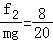 f₂/mg = 8/20